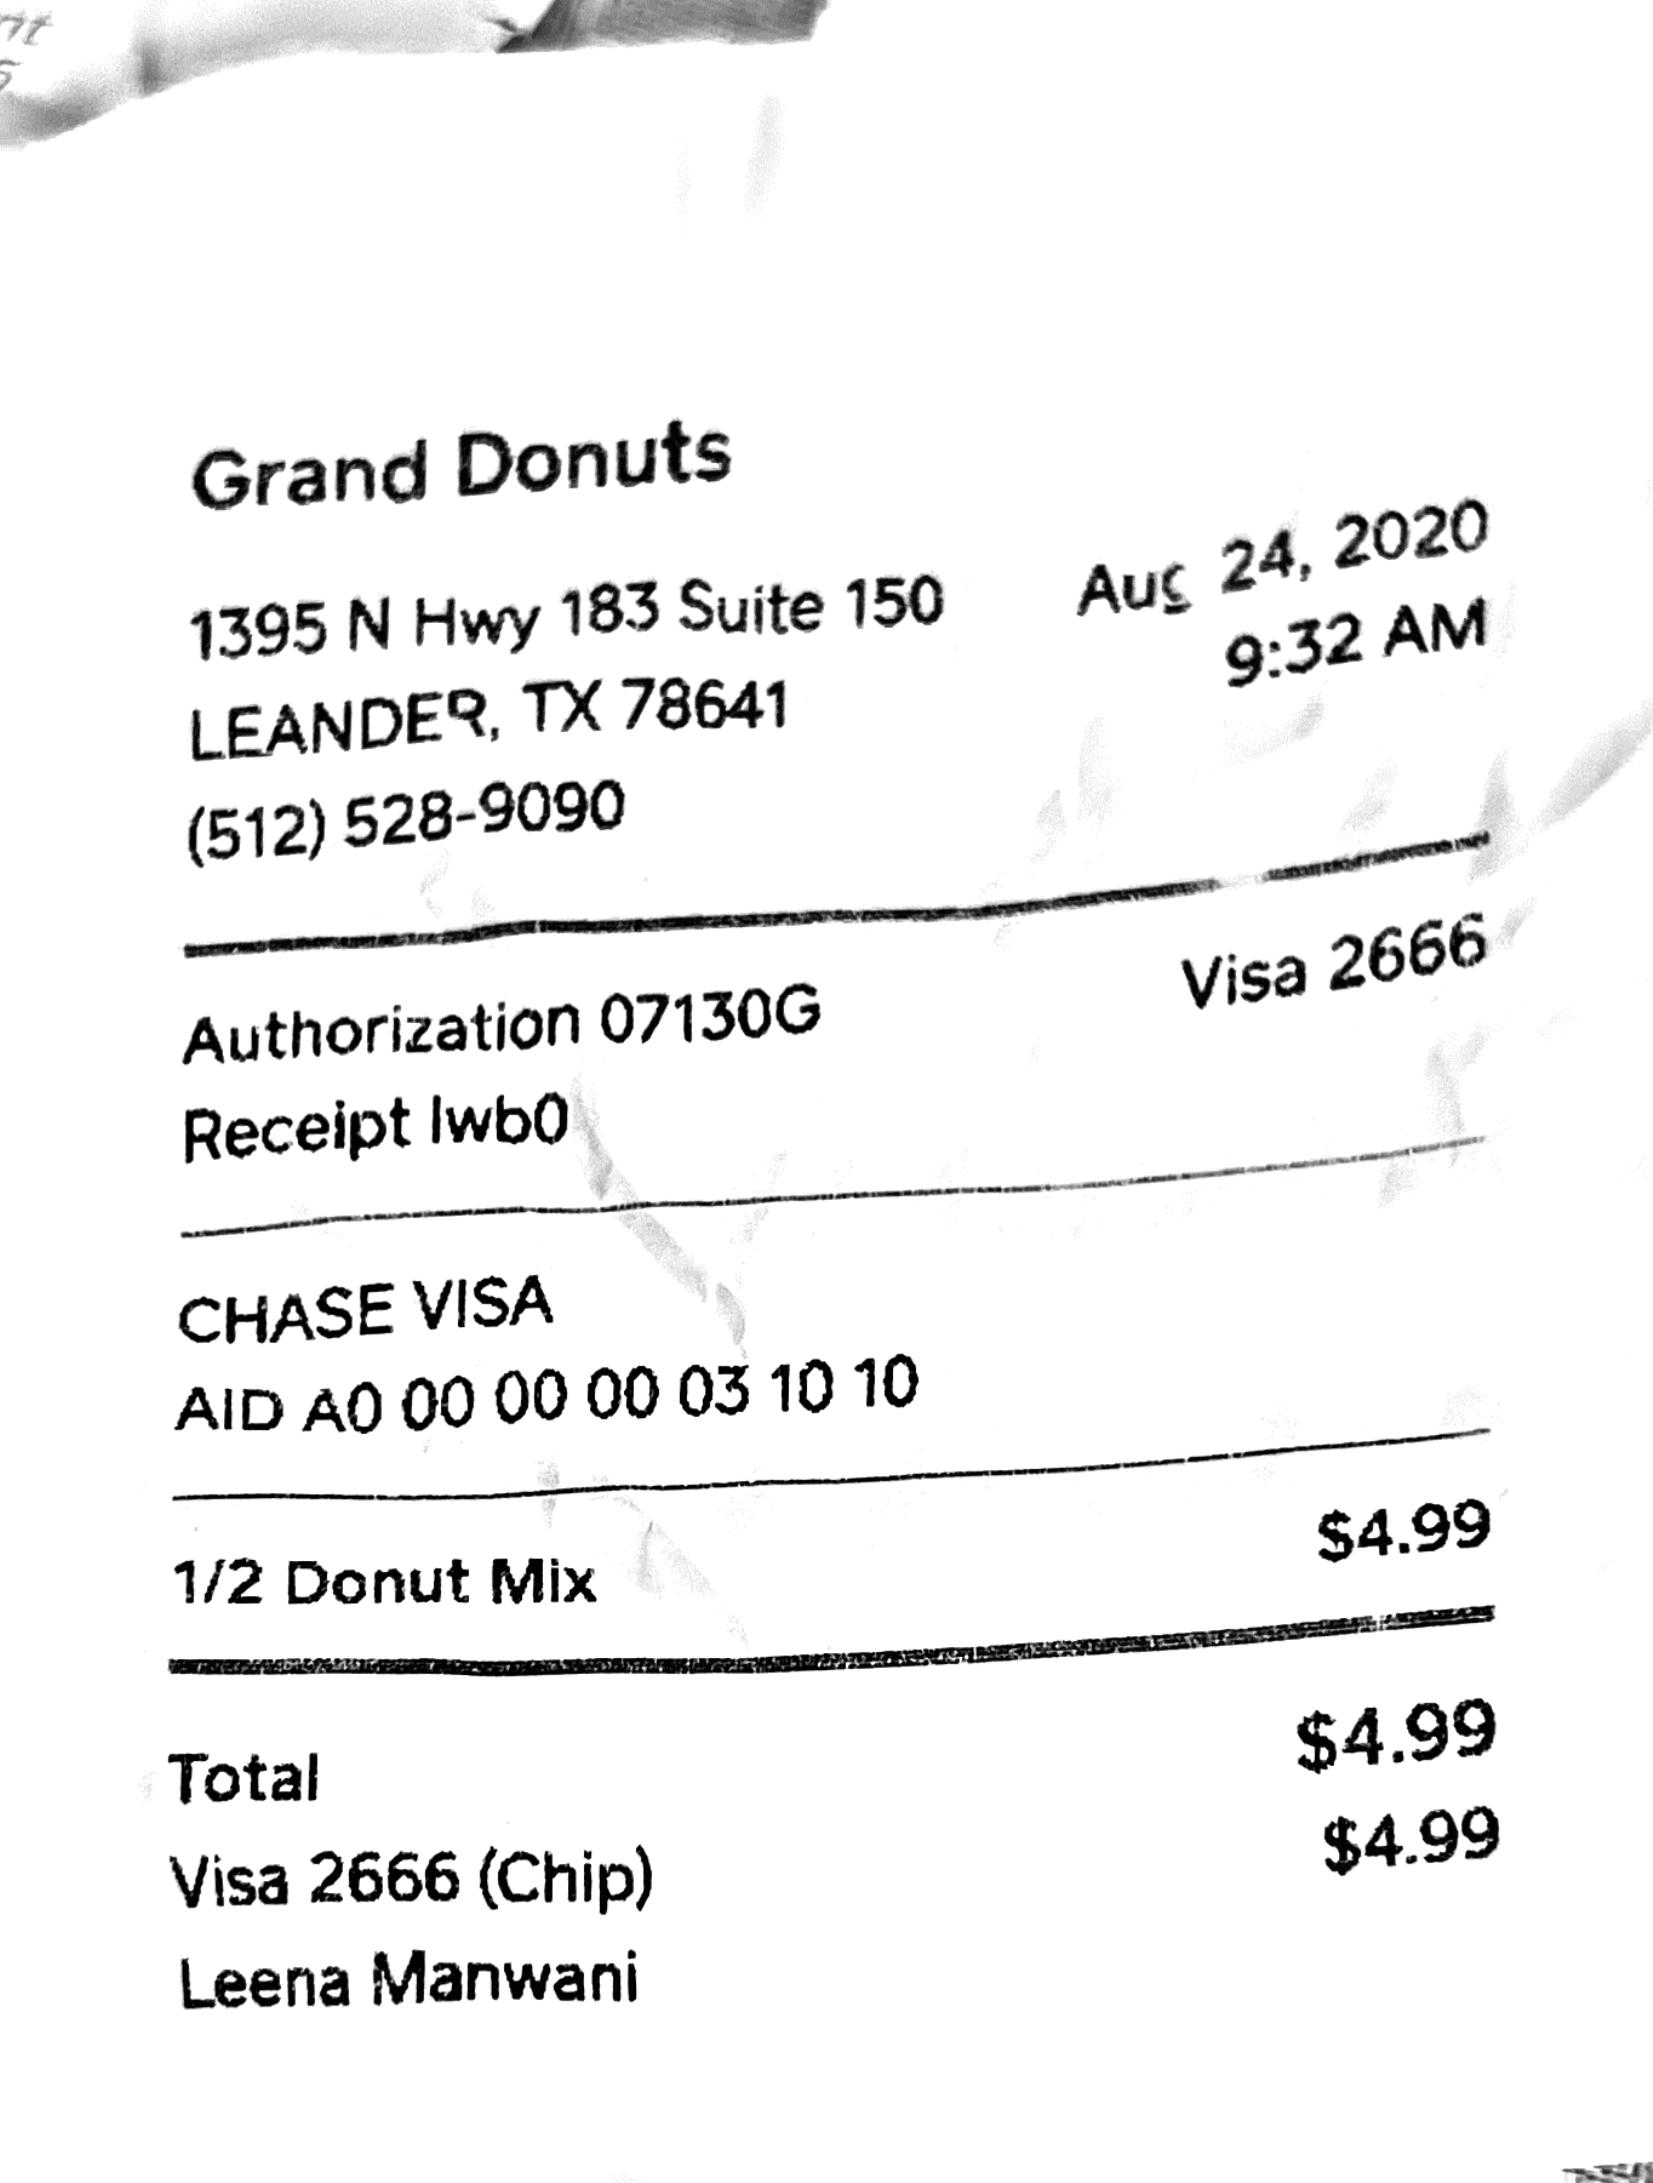 Grand Donuts
1395 N Hwy 183 Suite 150
LEANDER, TX 78641
(512) 528-9090
Aug 24, 2020
9:32 AM
Authorization 07130G
Visa 2666
Receipt lwb0
CHASE VISA
AID A0 00 00 00 03 10 10
1/2 Donut Mix $4.99
Total $4.99
Visa 2666 (Chip) $4.99
Leena Manwani